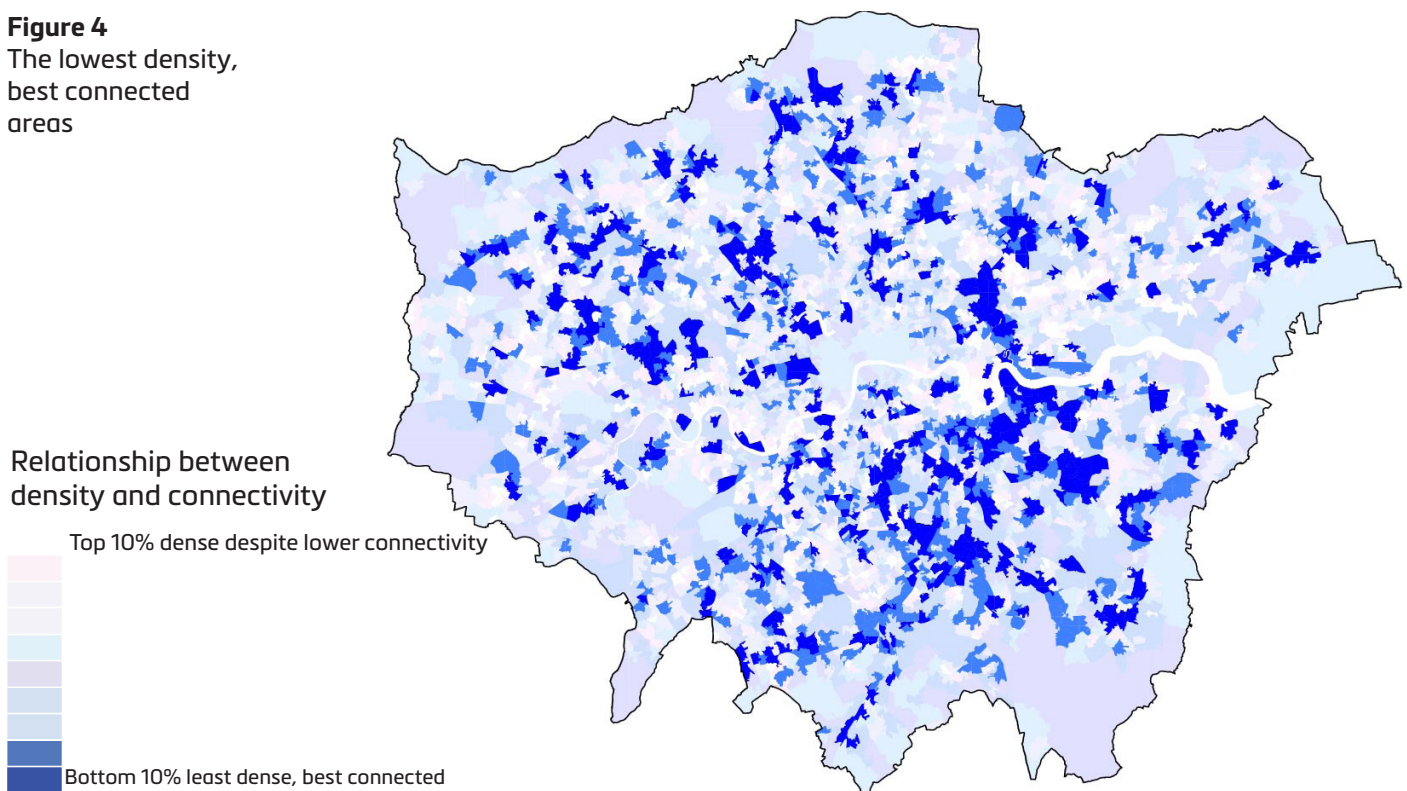 Figure 4
The lowest density,
best connected
areas
Relationship between
density and connectivity
Top 10% dense despite lower connectivity
Bottom 10% least dense, best connected